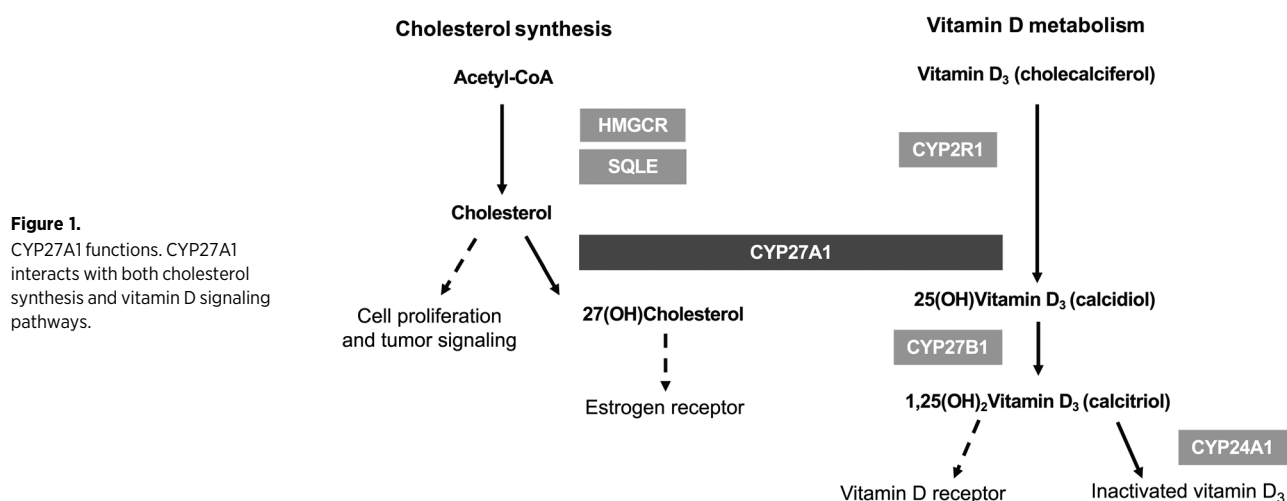 Figure 1.
CYP27A1 functions. CYP27A1
interacts with both cholesterol
synthesis and vitamin D signaling
pathways.
Cholesterol synthesis
Acetyl-CoA
HMGCR
SQLE
Cholesterol
CYP27A1
Cell proliferation
and tumor signaling
27(OH)Cholesterol
Estrogen receptor
Vitamin D metabolism
Vitamin D₃ (cholecalciferol)
CYP2R1
25(OH)Vitamin D₃ (calcidiol)
CYP27B1
1,25(OH)₂Vitamin D₃ (calcitriol)
CYP24A1
Vitamin D receptor
Inactivated vitamin D₃